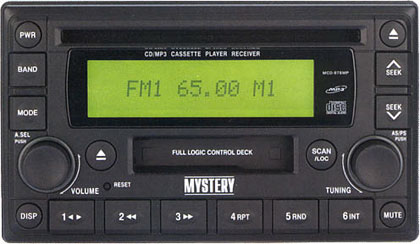 PWR
CD/MP3 CASSETTE PLAYER RECEIVER
BAND
MCD-978MP
SEEK
FM1 65.00 M1
MP3
MODE
SEEK
A.SEL
PUSH
FULL LOGIC CONTROL DECK
SCAN
/LOC
AS/PS
PUSH
VOLUME
RESET
MYSTERY
TUNING
DISP
1
2
3
4 RPT
5 RND
6 INT
MUTE